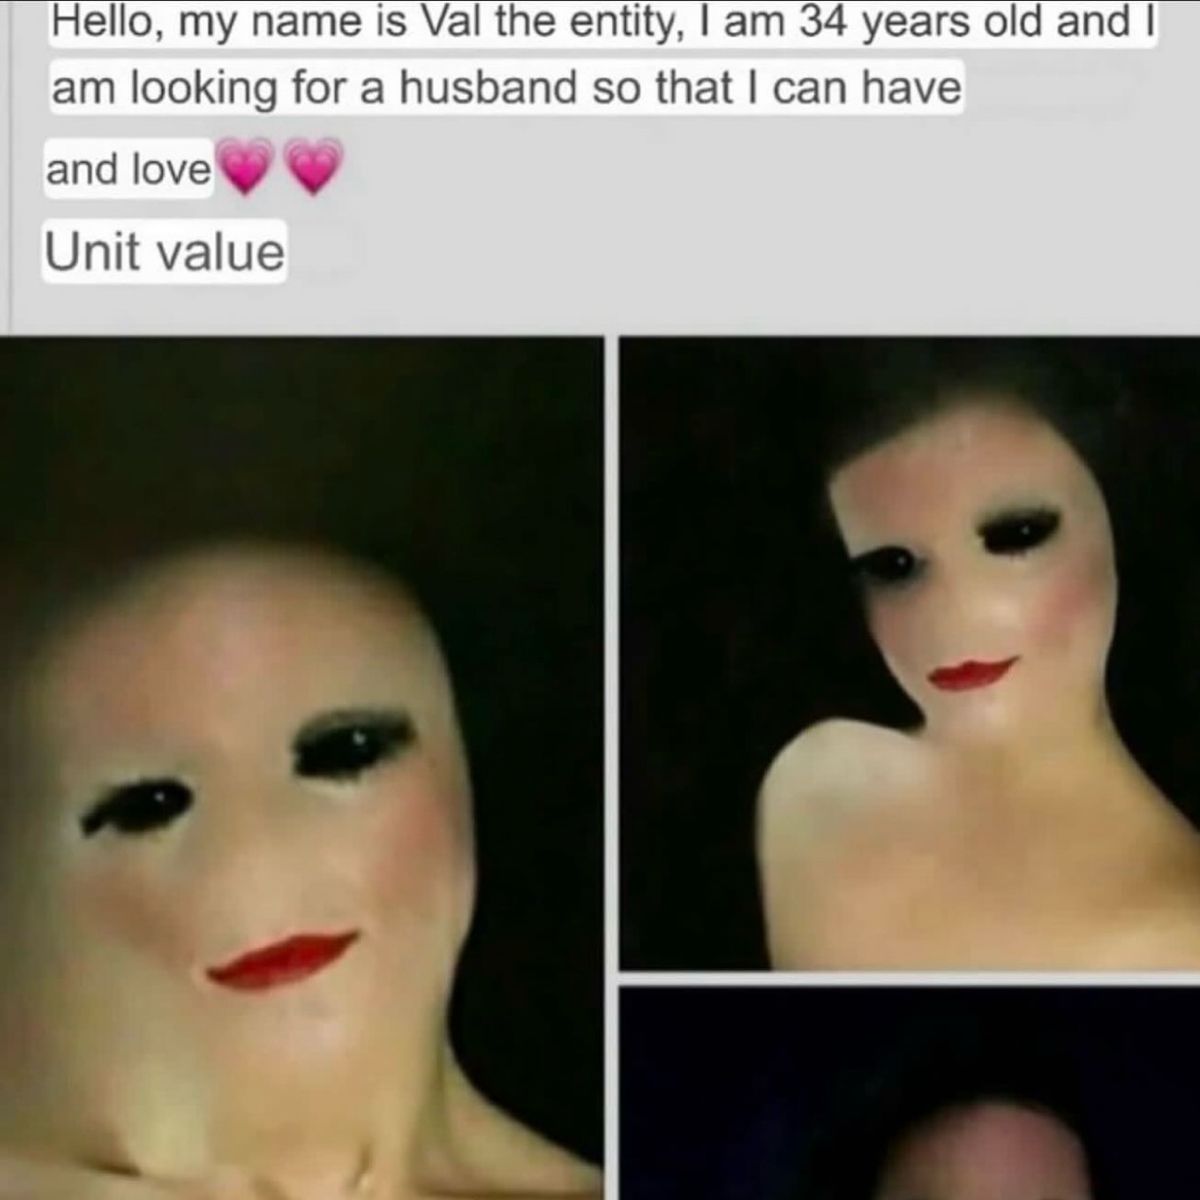 Hello, my name is Val the entity, I am 34 years old and I
am looking for a husband so that I can have
and love💗💗
Unit value